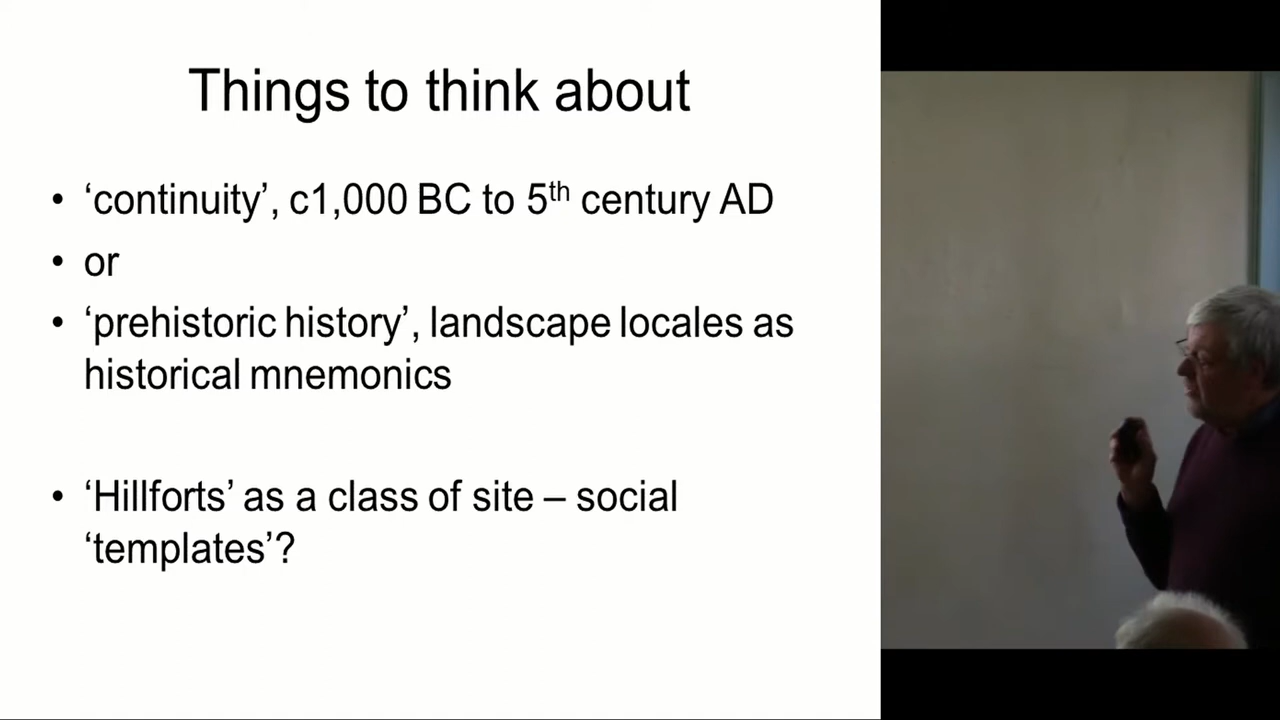 Things to think about
• ‘continuity’, c1,000 BC to 5th century AD
• or
• ‘prehistoric history’, landscape locales as
historical mnemonics
• ‘Hillforts’ as a class of site – social
‘templates’?